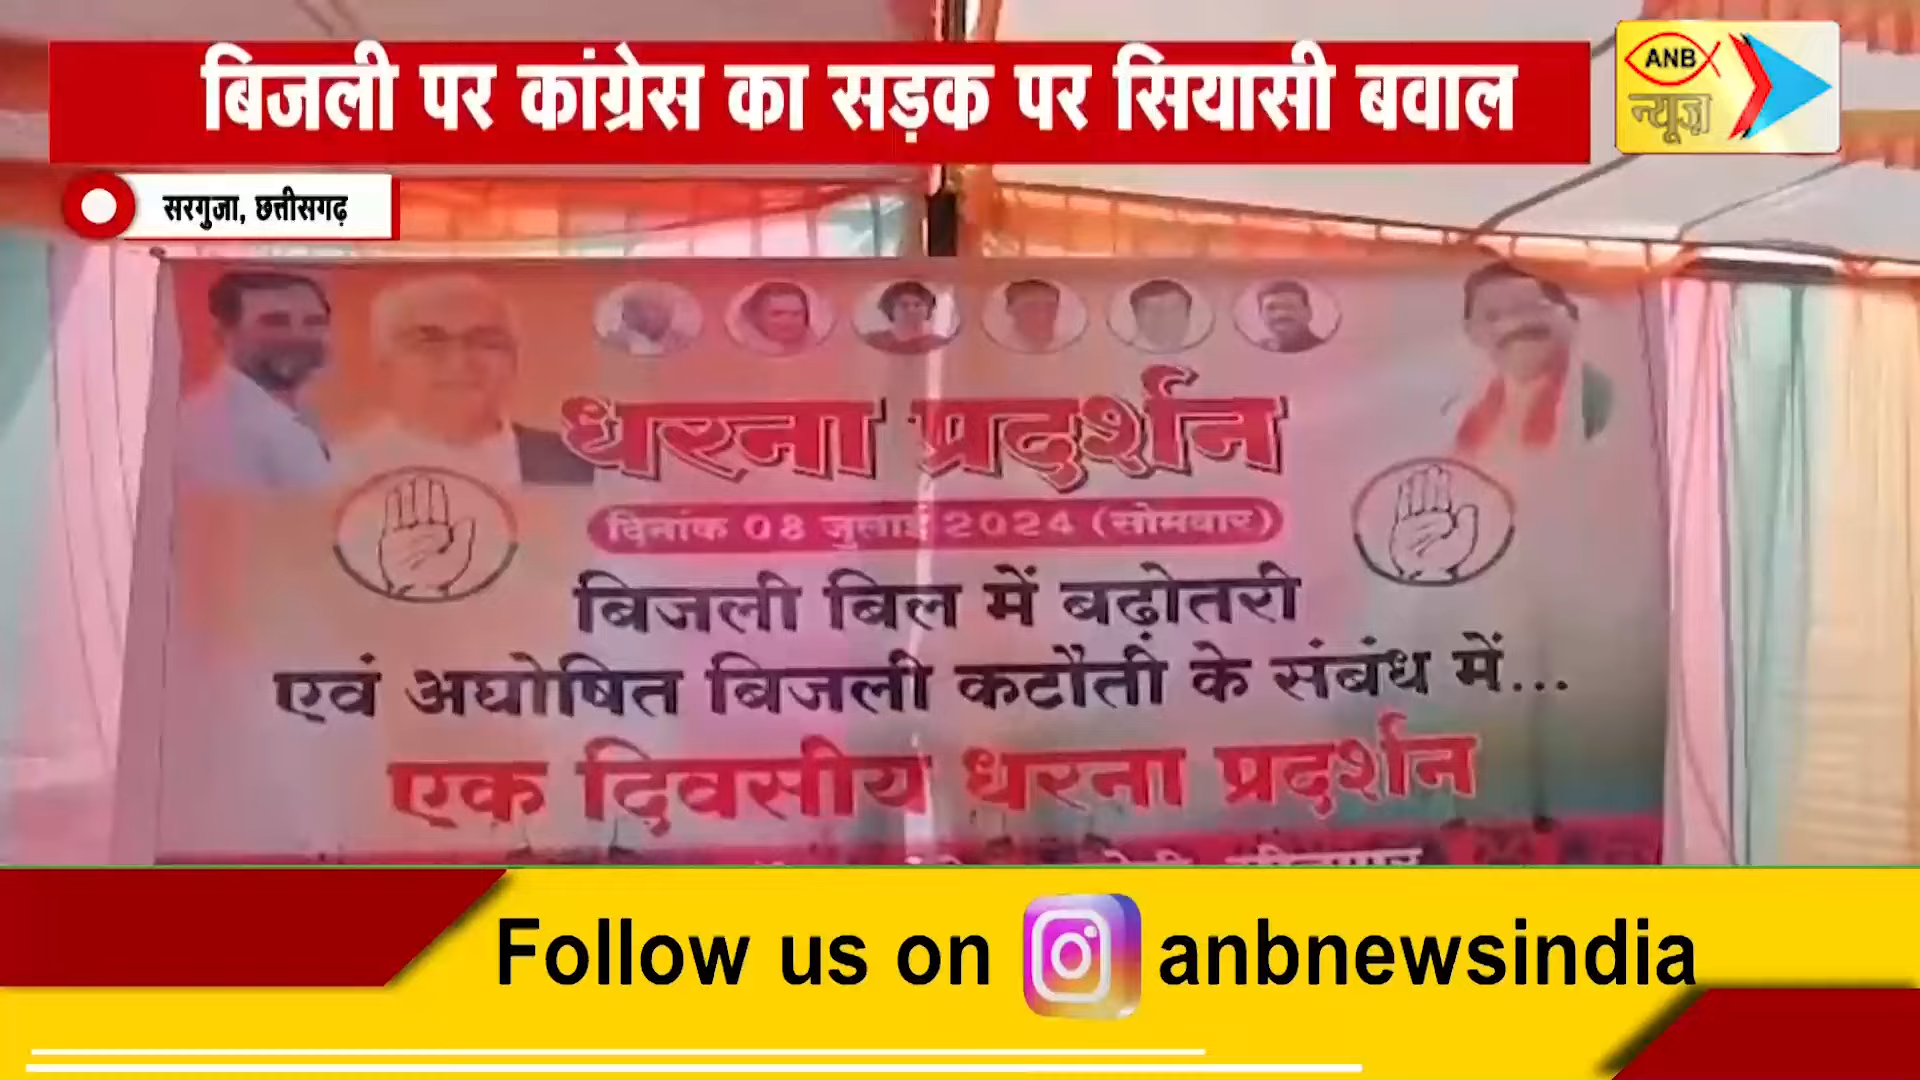 बिजली पर कांग्रेस का सड़क पर सियासी बवाल
ANB
न्यूज़
सरगुजा, छत्तीसगढ़
धरना प्रदर्शन
दिनांक 08 जुलाई 2024 (सोमवार)
बिजली बिल में बढ़ोतरी
एवं अघोषित बिजली कटौती के संबंध में...
एक दिवसीय धरना प्रदर्शन
Follow us on anbnewsindia